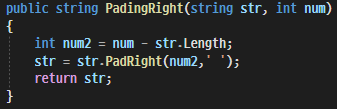 public string PadingRight(string str, int num)
{
    int num2 = num - str.Length;
    str = str.PadRight(num2,' ');
    return str;
}